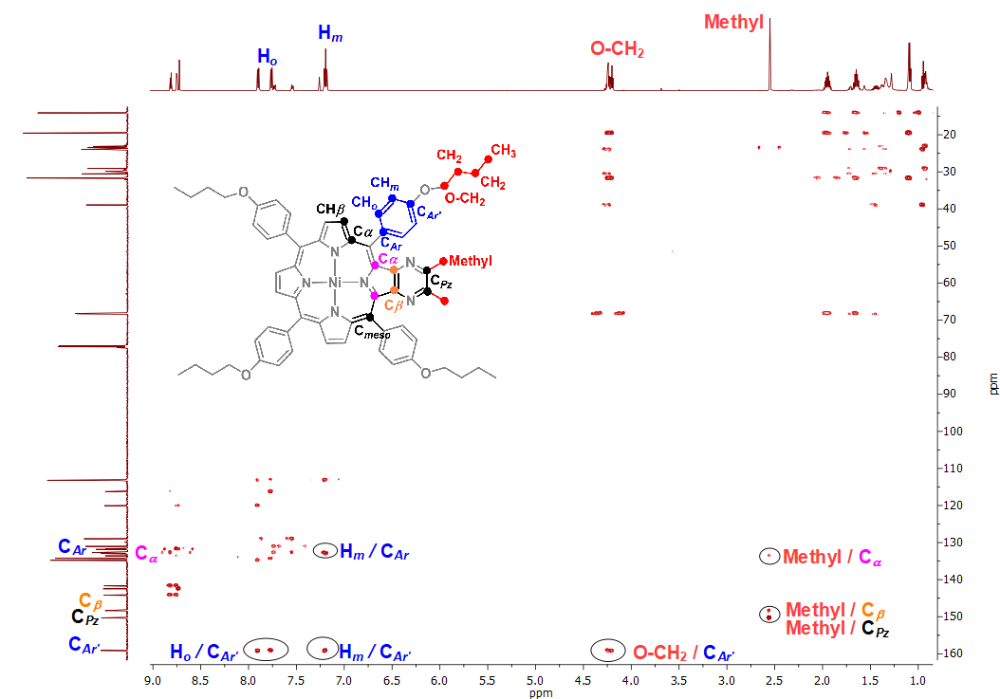 Methyl
Hm
Ho
O-CH2
20
30
40
50
60
70
80
90
100
110
120
130
140
150
160
ppm
CH2
CH3
CHm
O
CH2
O-CH2
CHo
CAr'
CHβ
Cα
CAr
O
O
N
Cα
N
Methyl
N
Ni
N
CPz
N
Cβ
N
Cmeso
O
O
CAr
Cα
Hm / CAr
Methyl / Cα
Cβ
CPz
Methyl / Cβ
Methyl / CPz
CAr'
Ho / CAr'
Hm / CAr'
O-CH2 / CAr'
9.0 8.5 8.0 7.5 7.0 6.5 6.0 5.5 5.0 4.5 4.0 3.5 3.0 2.5 2.0 1.5 1.0
ppm